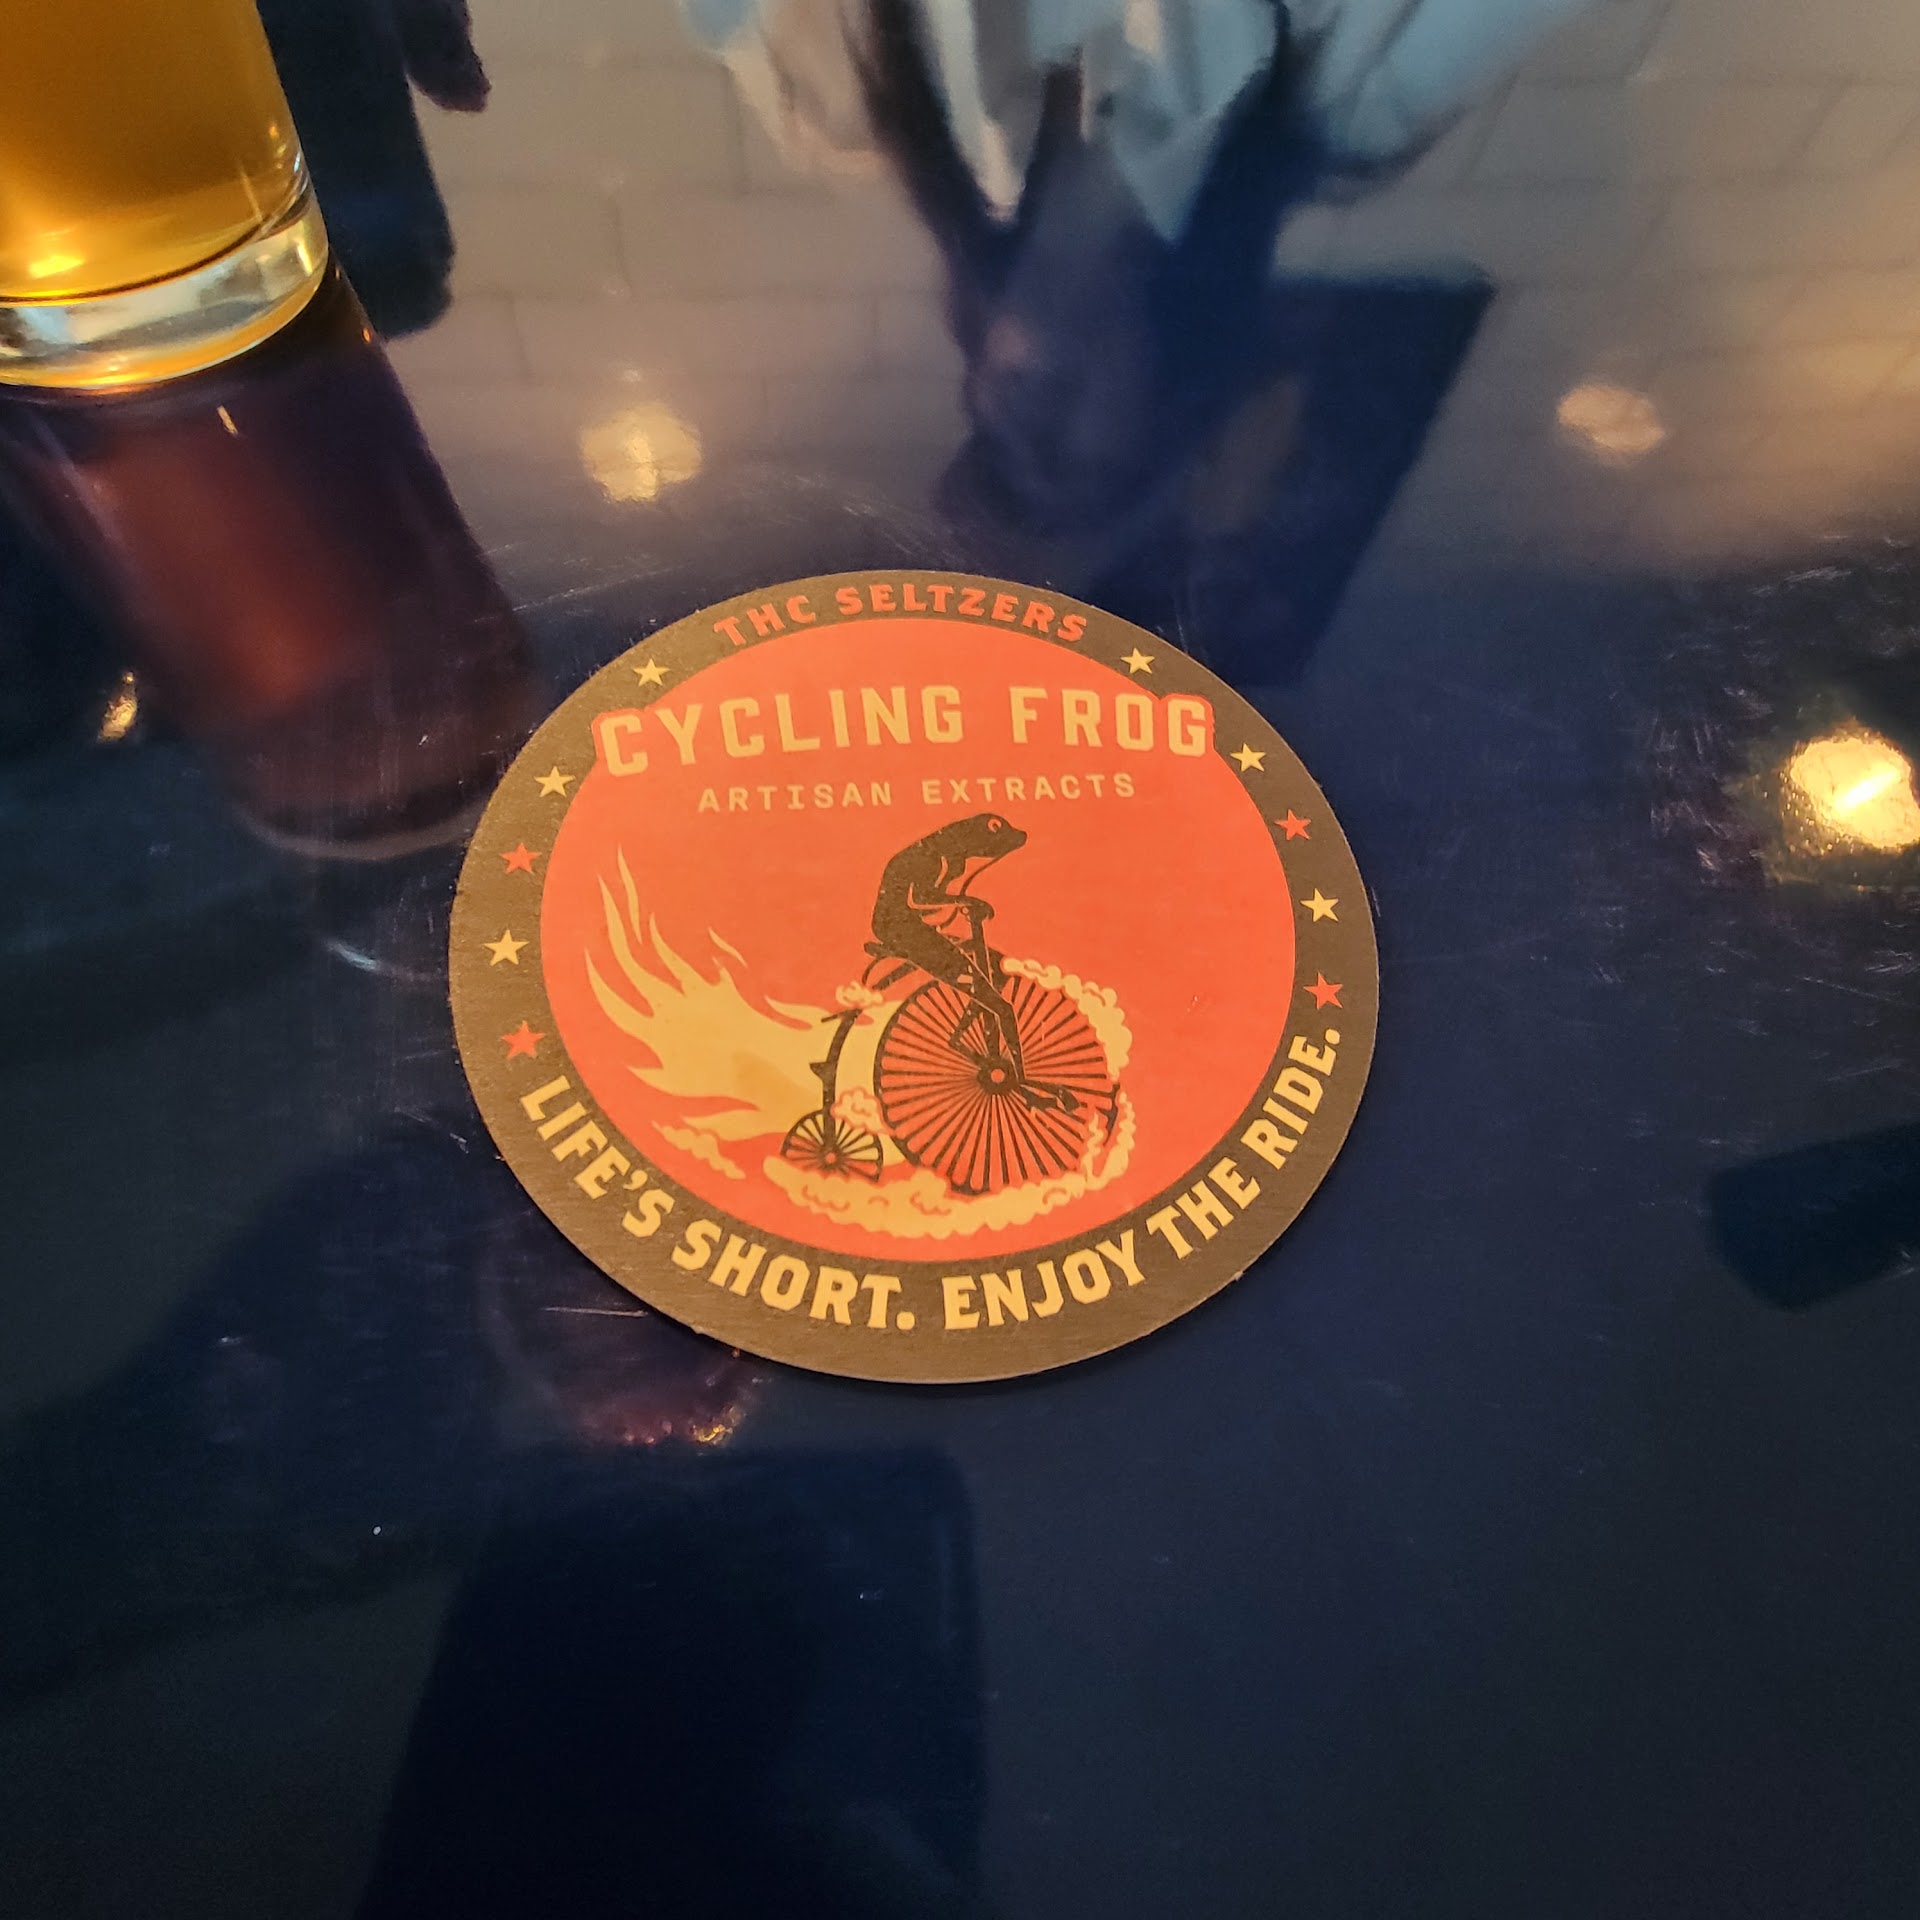 THC SELTZERS
CYCLING FROG
ARTISAN EXTRACTS
LIFE'S SHORT. ENJOY THE RIDE.